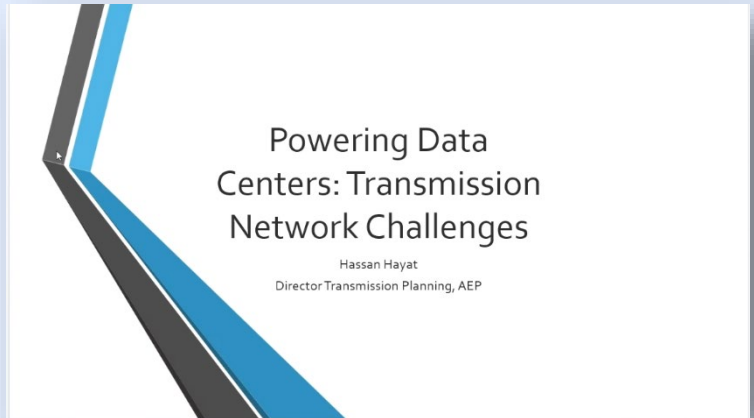 Powering Data
Centers: Transmission
Network Challenges
Hassan Hayat
Director Transmission Planning, AEP